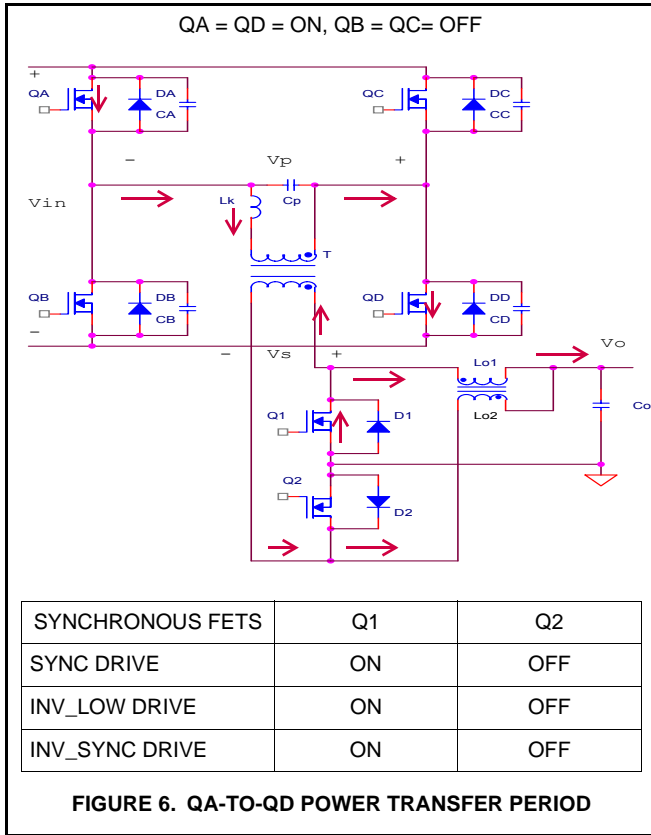 QA = QD = ON, QB = QC= OFF
+
QA
DA
CA
QC
DC
CC
-
Vp
+
Vin
Lk
Cp
T
QB
DB
CB
QD
DD
CD
-
-
Vs
+
Lo1
Vo
Q1
D1
Lo2
Co
Q2
D2
SYNCHRONOUS FETS Q1 Q2
SYNC DRIVE ON OFF
INV_LOW DRIVE ON OFF
INV_SYNC DRIVE ON OFF
FIGURE 6. QA-TO-QD POWER TRANSFER PERIOD